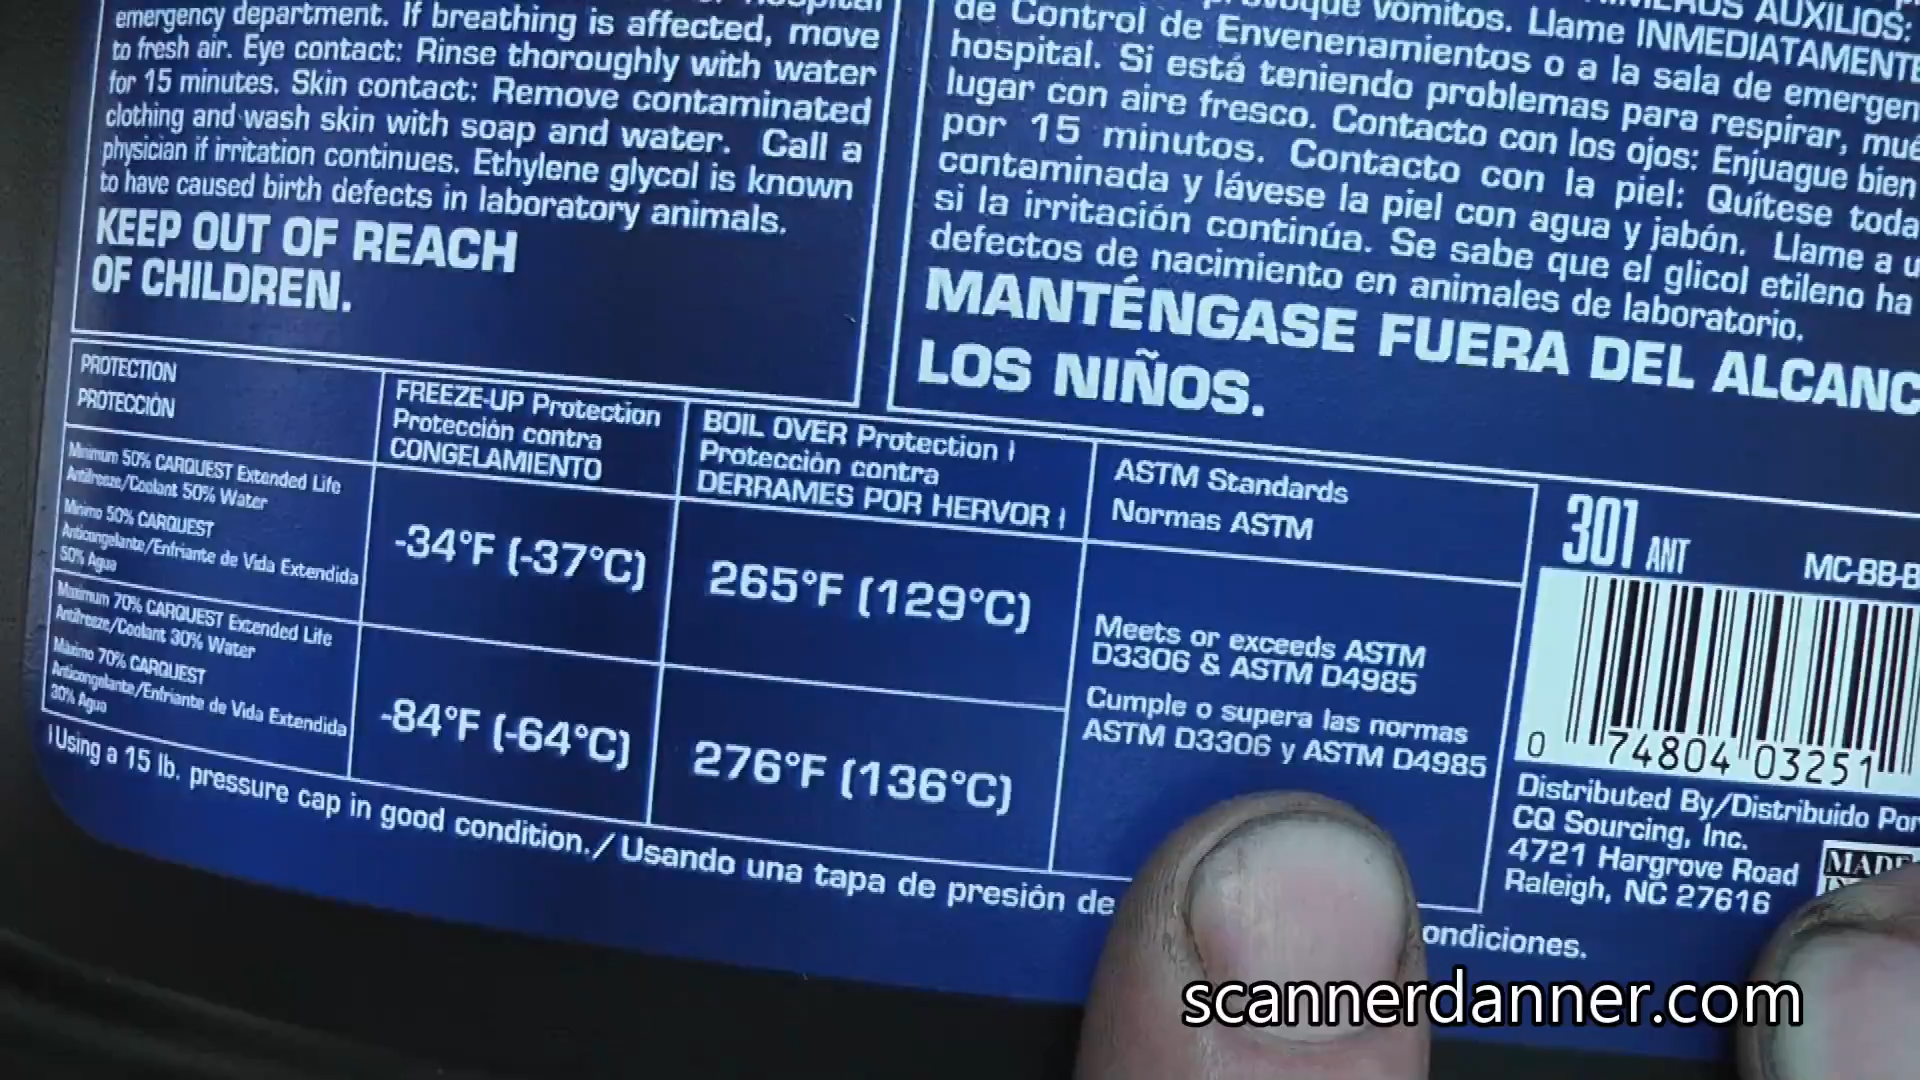 emergency department. If breathing is affected, move
to fresh air. Eye contact: Rinse thoroughly with water
for 15 minutes. Skin contact: Remove contaminated
clothing and wash skin with soap and water. Call a
physician if irritation continues. Ethylene glycol is known
to have caused birth defects in laboratory animals.
KEEP OUT OF REACH
OF CHILDREN.
AUXILIOS:
vómitos. Llame INMEDIATAMENTE
de Control de Envenenamientos o a la sala de
hospital. Si está teniendo problemas para respirar,
lugar con aire fresco. Contacto con los ojos: Enjuague bien
por 15 minutos. Contacto con la piel: Quítese toda
contaminada y lávese la piel con agua y jabón. Llame a
si la irritación continúa. Se sabe que el glicol etileno ha
defectos de nacimiento en animales de laboratorio.
MANTÉNGASE FUERA DEL
LOS NIÑOS.
PROTECTION
PROTECCIÓN
FREEZE-UP Protection
Protección contra
CONGELAMIENTO
BOIL OVER Protection ł
Protección contra
DERRAMES POR HERVOR ł
ASTM Standards
Normas ASTM
Minimum 50% CARQUEST Extended Life
Antifreeze/Coolant 50% Water
Minimo 50% CARQUEST
Anticongelante/Enfriante de Vida Extendida
50% Agua
-34°F (-37°C)
265°F (129°C)
Maximum 70% CARQUEST Extended Life
Antifreeze/Coolant 30% Water
Maximo 70% CARQUEST
Anticongelante/Enfriante de Vida Extendida
30% Agua
-84°F (-64°C)
276°F (136°C)
Meets or exceeds ASTM
D3306 & ASTM D4985
Cumple o supera las normas
ASTM D3306 y ASTM D4985
ł Using a 15 lb. pressure cap in good condition./ Usando una tapa de presión de
301 ANT
MC-BB-B
0 74804 03251
Distributed By/Distribuido Por
CQ Sourcing, Inc.
4721 Hargrove Road
Raleigh, NC 27616
MADE
scannerdanner.com